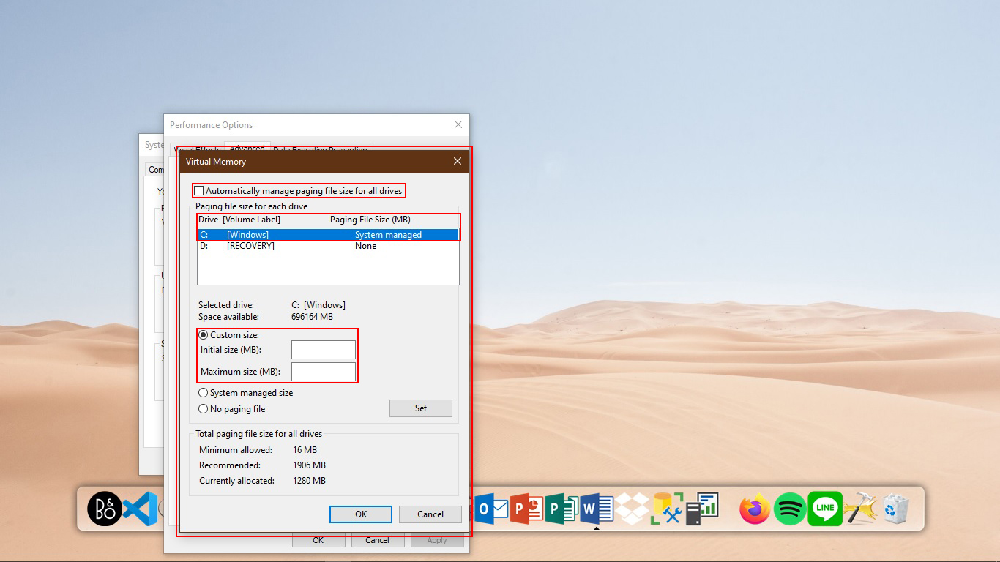 Performance Options
Syste
Visual Effects Advanced Data Execution Prevention
Virtual Memory
Com
Automatically manage paging file size for all drives
Yo
Paging file size for each drive
Drive [Volume Label] Paging File Size (MB)
C: [Windows] System managed
D: [RECOVERY] None
Selected drive: C: [Windows]
Space available: 696164 MB
Custom size:
Initial size (MB):
Maximum size (MB):
System managed size
No paging file
Set
Total paging file size for all drives
Minimum allowed: 16 MB
Recommended: 1906 MB
Currently allocated: 1280 MB
OK Cancel
B&O
O
P
P
W
LINE
OK Cancel Apply